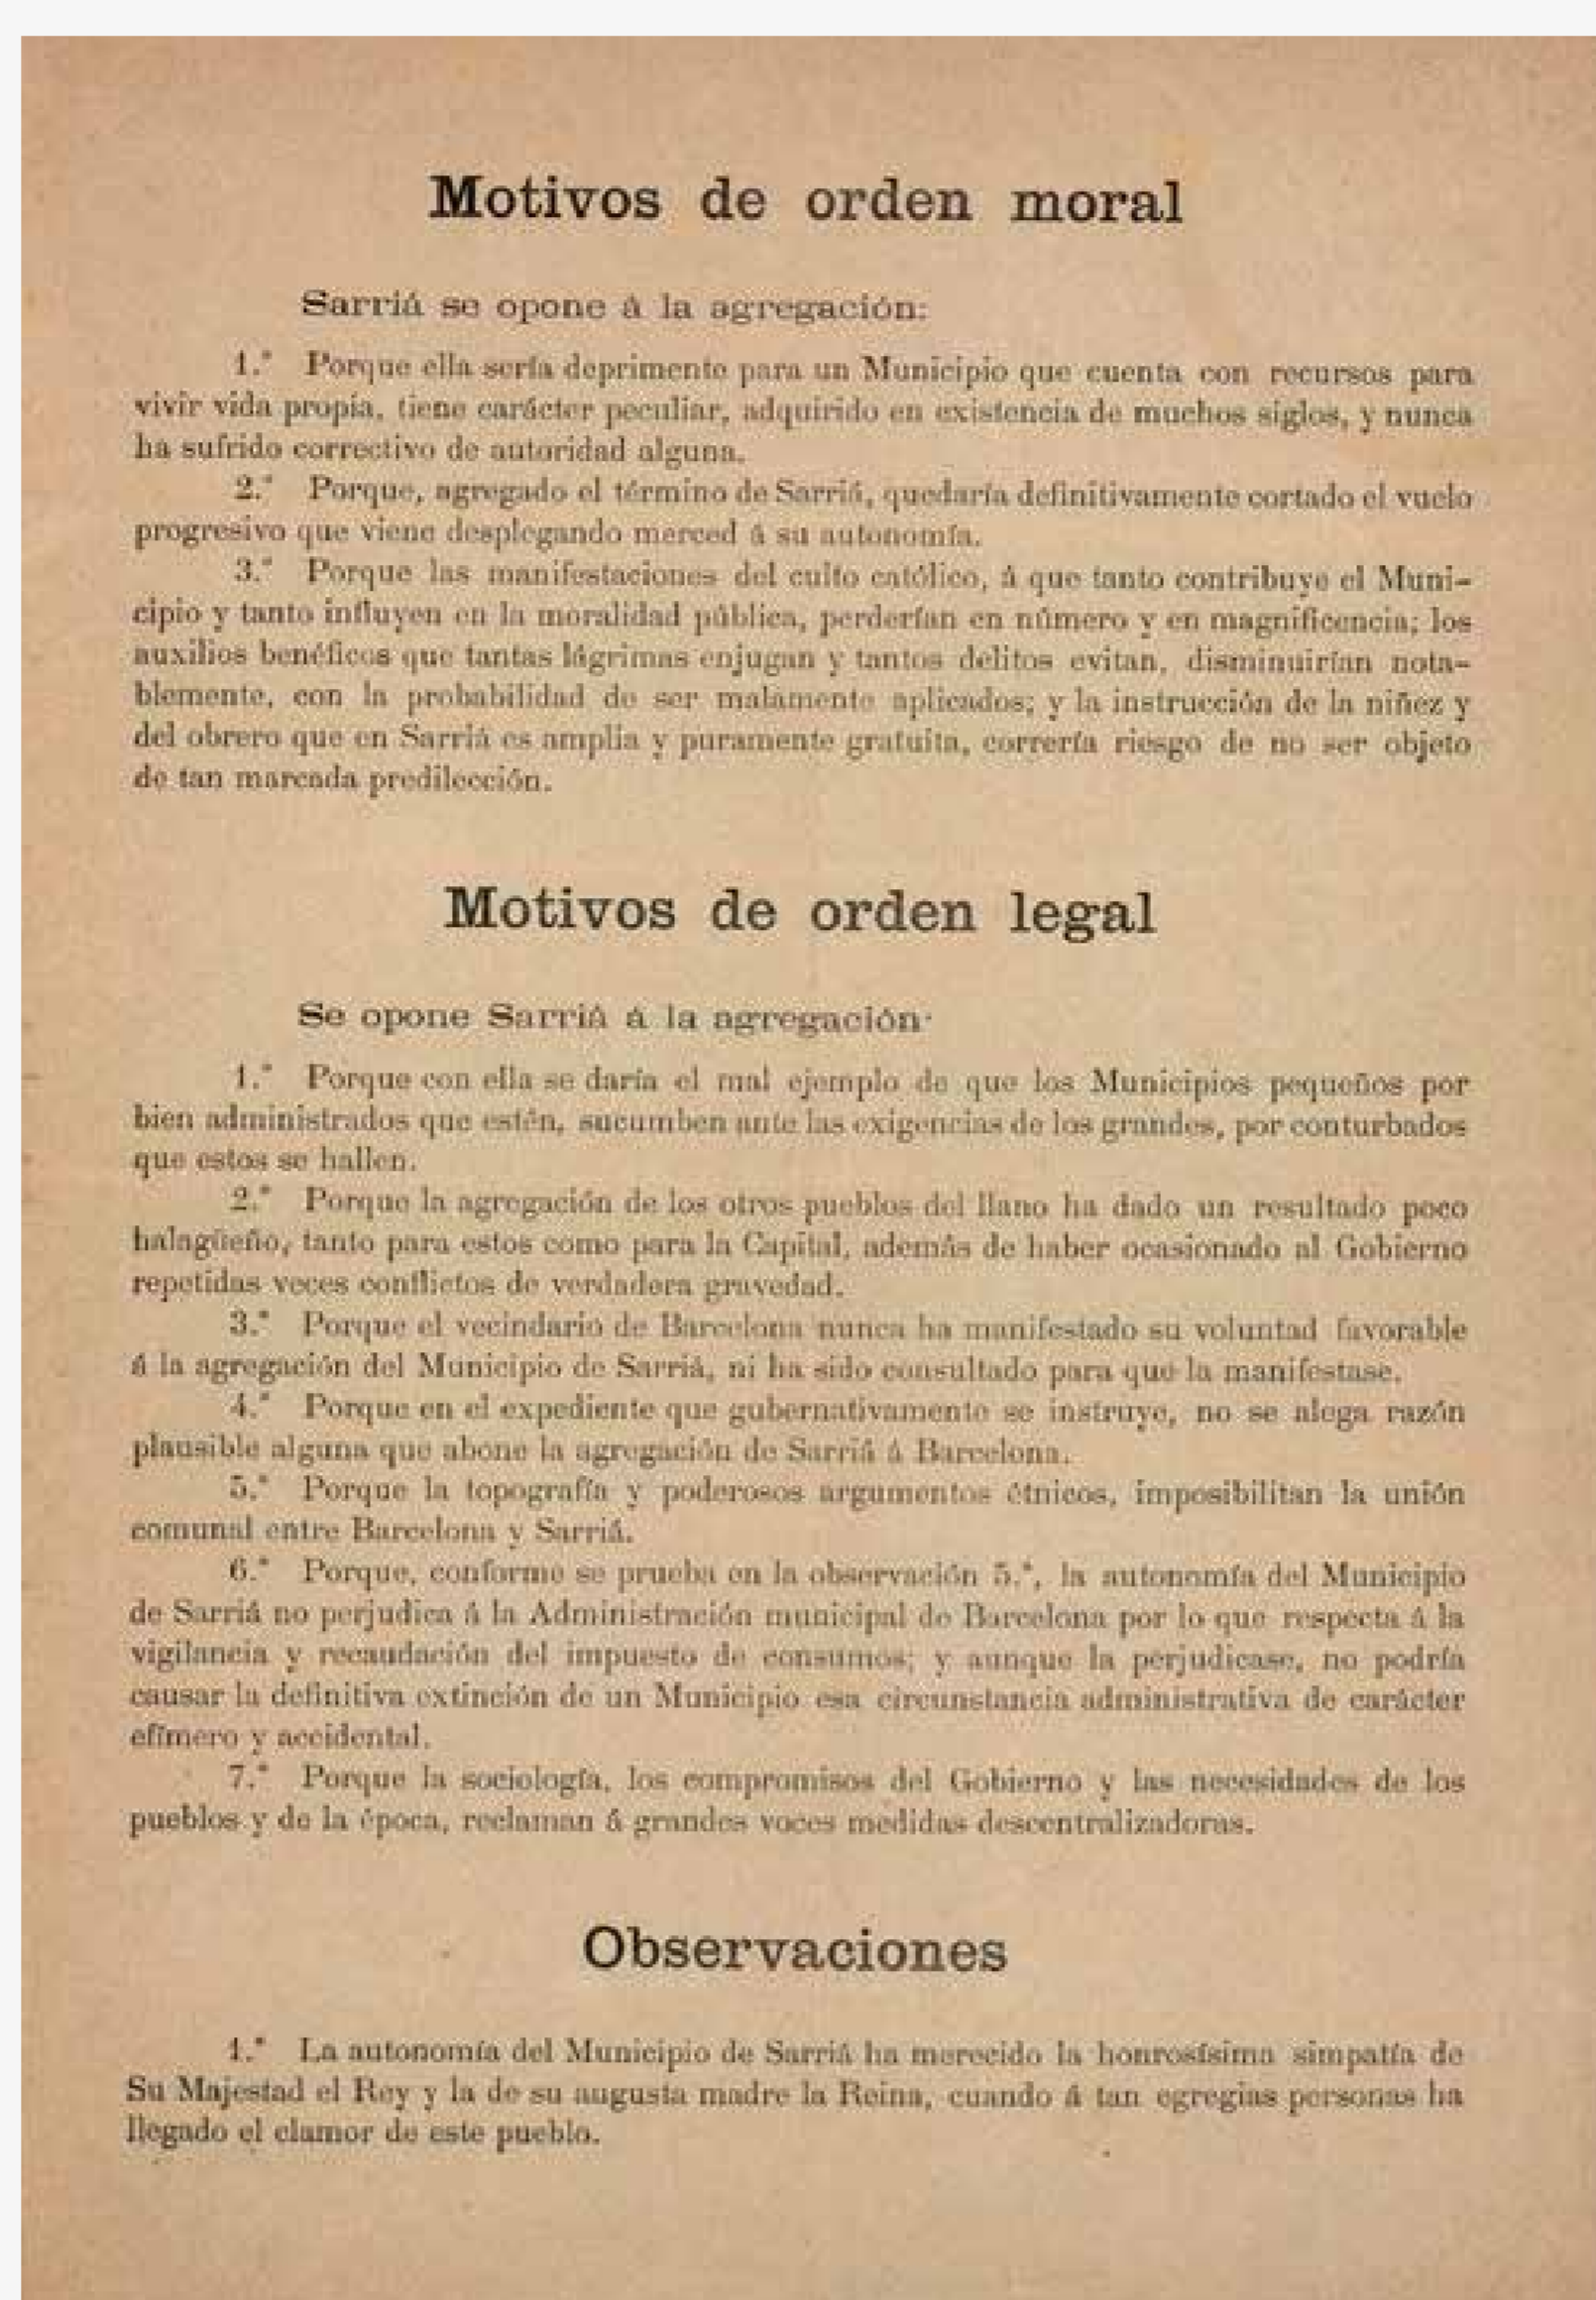 Motivos de orden moral
Sarriá se opone á la agregación:
1.º Porque ella sería deprimente para un Municipio que cuenta con recursos para
vivir vida propia, tiene carácter peculiar, adquirido en existencia de muchos siglos, y nunca
ha sufrido correctivo de autoridad alguna.
2.º Porque, agregado el término de Sarriá, quedaría definitivamente cortado el vuelo
progresivo que viene desplegando merced á su autonomía.
3.º Porque las manifestaciones del culto católico, á que tanto contribuye el Muni-
cipio y tanto influyen en la moralidad pública, perderían en número y en magnificencia; los
auxilios benéficos que tantas lágrimas enjugan y tantos delitos evitan, disminuirían nota-
blemente, con la probabilidad de ser malamente aplicados; y la instrucción de la niñez y
del obrero que en Sarriá es amplia y puramente gratuita, correría riesgo de no ser objeto
de tan marcada predilección.
Motivos de orden legal
Se opone Sarriá á la agregación·
1.º Porque con ella se daría el mal ejemplo de que los Municipios pequeños por
bien administrados que estén, sucumben ante las exigencias de los grandes, por conturbados
que estos se hallen.
2.º Porque la agregación de los otros pueblos del llano ha dado un resultado poco
halagüeño, tanto para estos como para la Capital, además de haber ocasionado al Gobierno
repetidas veces conflictos de verdadera gravedad.
3.º Porque el vecindario de Barcelona nunca ha manifestado su voluntad favorable
á la agregación del Municipio de Sarriá, ni ha sido consultado para que la manifestase.
4.º Porque en el expediente que gubernativamente se instruye, no se alega razón
plausible alguna que abone la agregación de Sarriá á Barcelona.
5.º Porque la topografía y poderosos argumentos étnicos, imposibilitan la unión
comunal entre Barcelona y Sarriá.
6.º Porque, conforme se prueba en la observación 5.ª, la autonomía del Municipio
de Sarriá no perjudica á la Administración municipal de Barcelona por lo que respecta á la
vigilancia y recaudación del impuesto de consumos; y aunque la perjudicase, no podría
causar la definitiva extinción de un Municipio esa circunstancia administrativa de carácter
efímero y accidental.
7.º Porque la sociología, los compromisos del Gobierno y las necesidades de los
pueblos y de la época, reclaman á grandes voces medidas descentralizadoras.
Observaciones
1.ª La autonomía del Municipio de Sarriá ha merecido la honrosísima simpatía de
Su Majestad el Rey y la de su augusta madre la Reina, cuando á tan egregias personas ha
llegado el clamor de este pueblo.